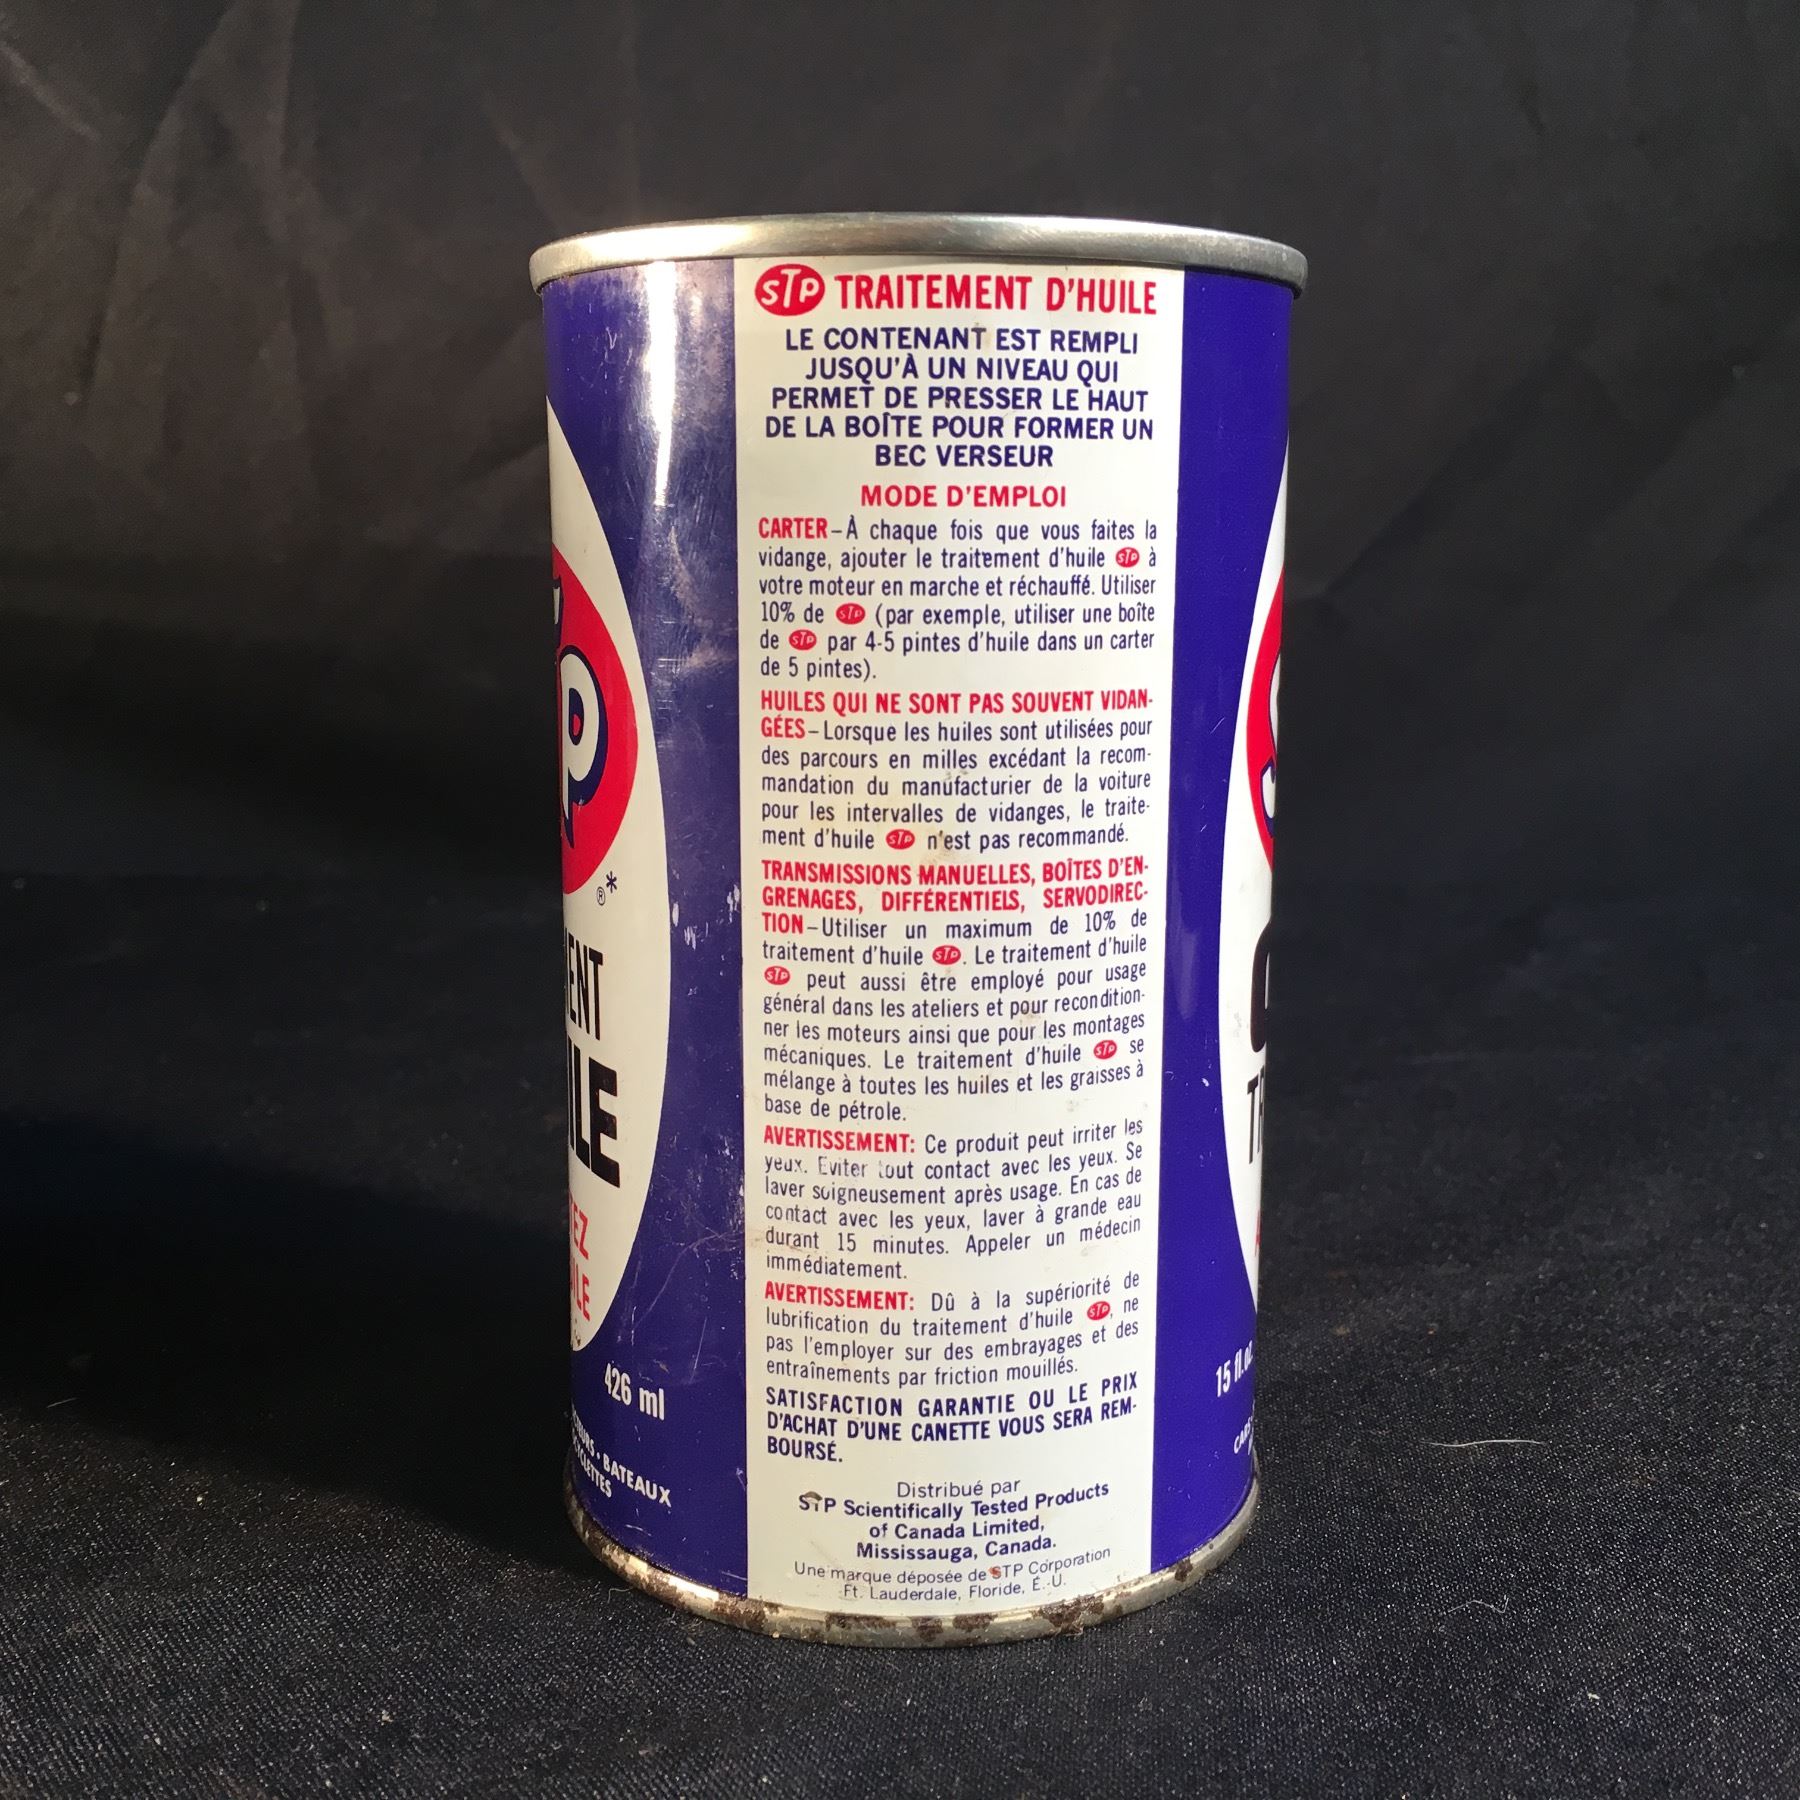 STP TRAITEMENT D'HUILE
LE CONTENANT EST REMPLI
JUSQU'À UN NIVEAU QUI
PERMET DE PRESSER LE HAUT
DE LA BOÎTE POUR FORMER UN
BEC VERSEUR
MODE D'EMPLOI
CARTER – À chaque fois que vous faites la
vidange, ajouter le traitement d'huile STP à
votre moteur en marche et réchauffé. Utiliser
10% de STP (par exemple, utiliser une boîte
de STP par 4-5 pintes d'huile dans un carter
de 5 pintes).
HUILES QUI NE SONT PAS SOUVENT VIDAN-
GÉES – Lorsque les huiles sont utilisées pour
des parcours en milles excédant la recom-
mandation du manufacturier de la voiture
pour les intervalles de vidanges, le traite-
ment d'huile STP n'est pas recommandé.
TRANSMISSIONS MANUELLES, BOÎTES D'EN-
GRENAGES, DIFFÉRENTIELS, SERVODIREC-
TION – Utiliser un maximum de 10% de
traitement d'huile STP. Le traitement d'huile
STP peut aussi être employé pour usage
général dans les ateliers et pour recondition-
ner les moteurs ainsi que pour les montages
mécaniques. Le traitement d'huile STP se
mélange à toutes les huiles et les graisses à
base de pétrole.
AVERTISSEMENT: Ce produit peut irriter les
yeux. Eviter tout contact avec les yeux. Se
laver soigneusement après usage. En cas de
contact avec les yeux, laver à grande eau
durant 15 minutes. Appeler un médecin
immédiatement.
AVERTISSEMENT: Dû à la supériorité de
lubrification du traitement d'huile STP, ne
pas l'employer sur des embrayages et des
entraînements par friction mouillés.
SATISFACTION GARANTIE OU LE PRIX
D'ACHAT D'UNE CANETTE VOUS SERA REM-
BOURSÉ.
Distribué par
STP Scientifically Tested Products
of Canada Limited,
Mississauga, Canada.
Une marque déposée de STP Corporation
Ft. Lauderdale, Floride, É.-U.
P
®*
426 ml
BATEAUX
15 fl.oz.